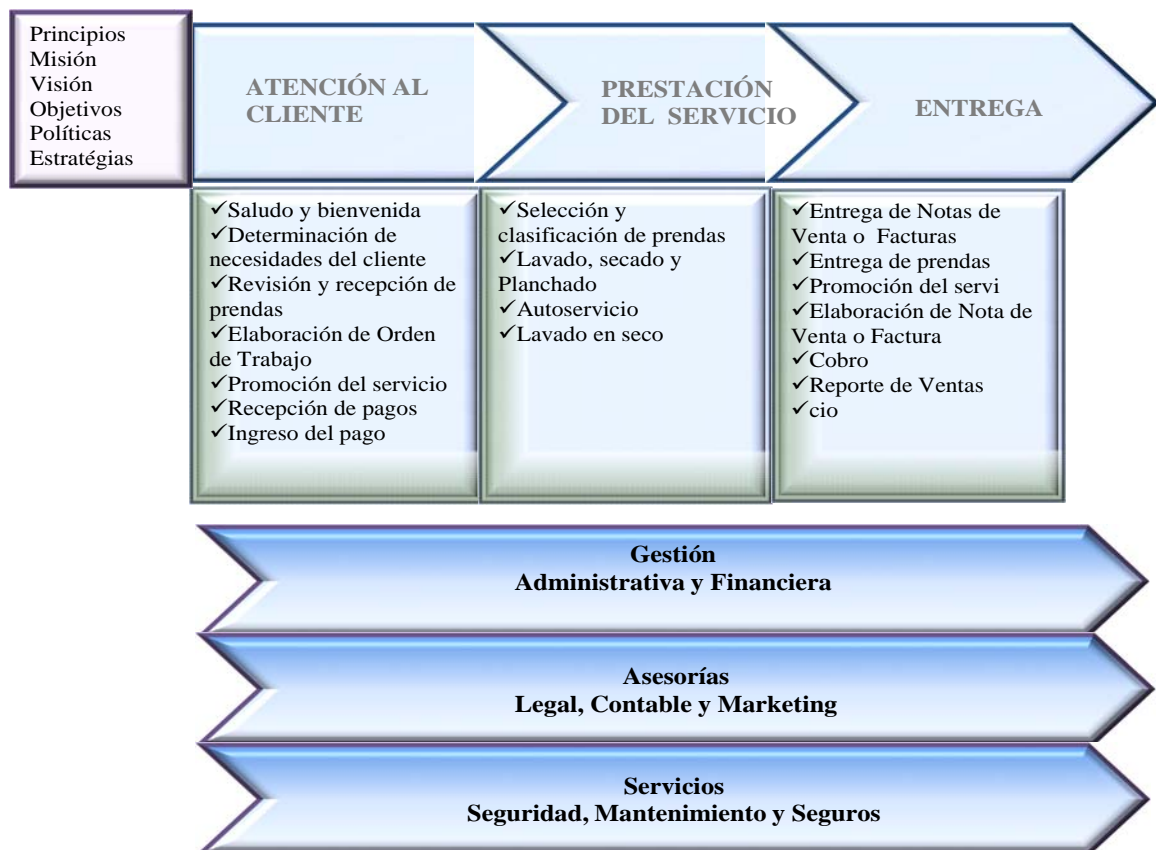 Principios
Misión
Visión
Objetivos
Políticas
Estratégias
ATENCIÓN AL
CLIENTE
PRESTACIÓN
DEL SERVICIO
ENTREGA
✓Saludo y bienvenida
✓Determinación de
necesidades del cliente
✓Revisión y recepción de
prendas
✓Elaboración de Orden
de Trabajo
✓Promoción del servicio
✓Recepción de pagos
✓Ingreso del pago
✓Selección y
clasificación de prendas
✓Lavado, secado y
Planchado
✓Autoservicio
✓Lavado en seco
✓Entrega de Notas de
Venta o Facturas
✓Entrega de prendas
✓Promoción del servi
✓Elaboración de Nota de
Venta o Factura
✓Cobro
✓Reporte de Ventas
✓cio
Gestión
Administrativa y Financiera
Asesorías
Legal, Contable y Marketing
Servicios
Seguridad, Mantenimiento y Seguros